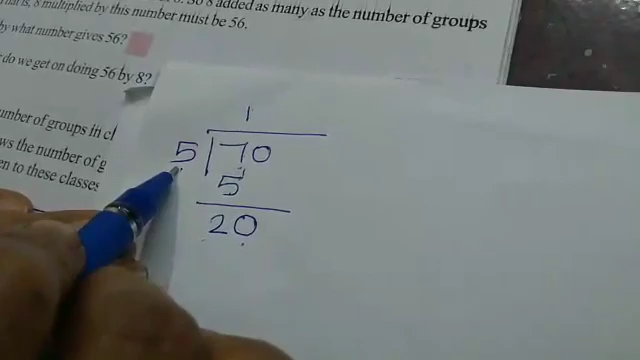 8 added as many as the number of groups
that is, 8 multiplied by this number must be 56.
by what number gives 56?
do we get on doing 56 by 8?
number of groups in cl
ws the number of g
en to these classes
1
5 70
5
20